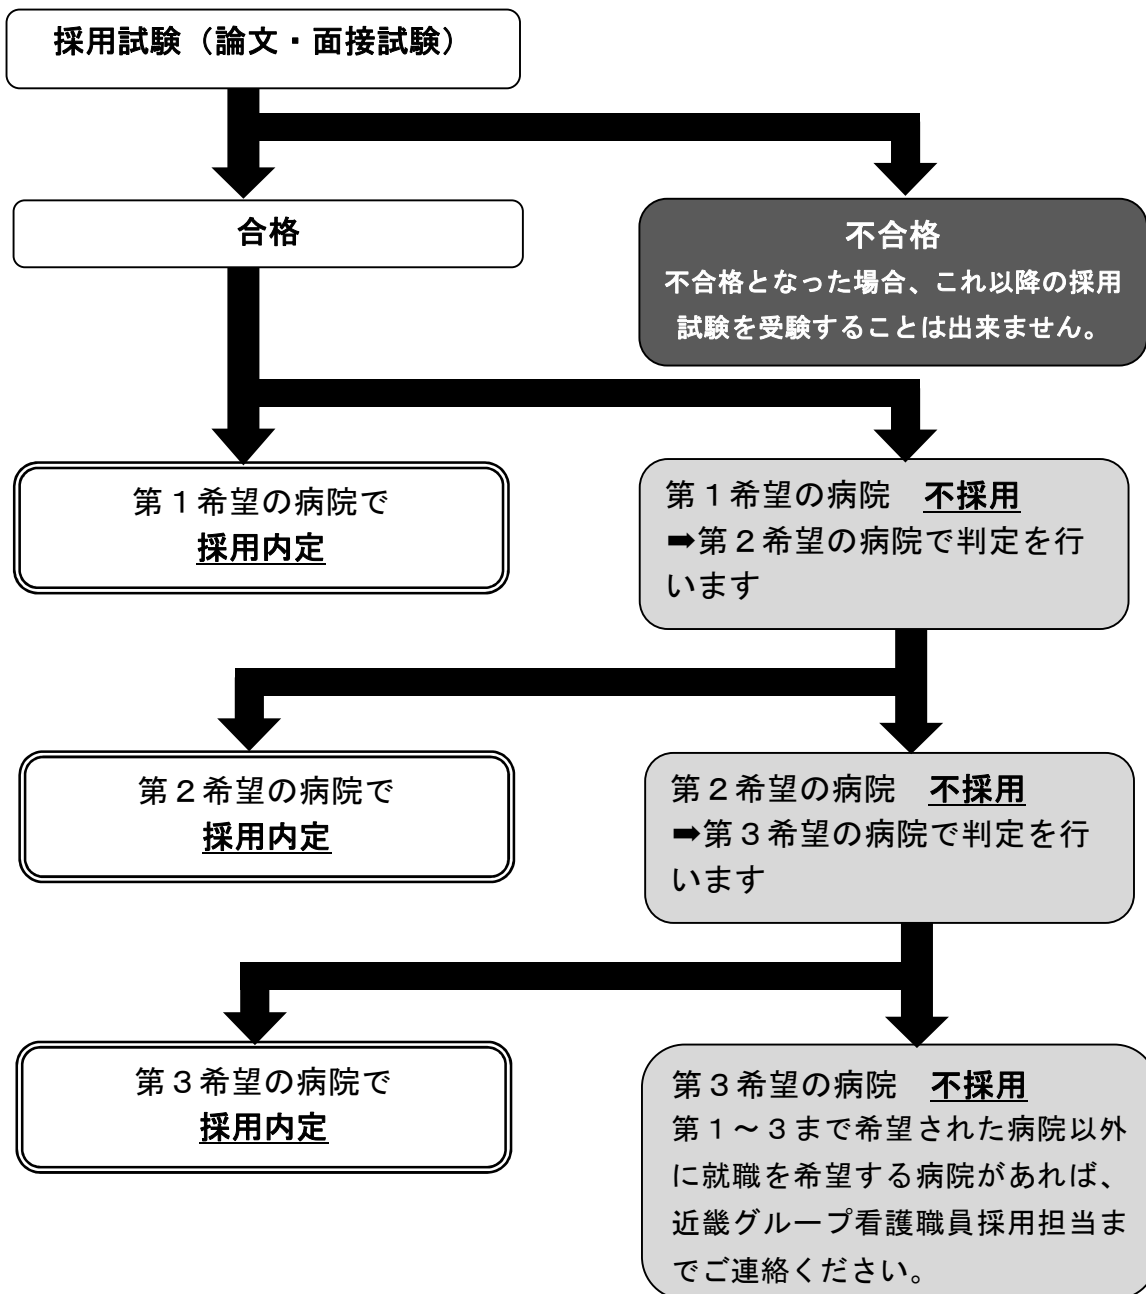 採用試験（論文・面接試験）
合格
不合格
不合格となった場合、これ以降の採用
試験を受験することは出来ません。
第１希望の病院で
採用内定
第１希望の病院　不採用
➡第２希望の病院で判定を行
います
第２希望の病院で
採用内定
第２希望の病院　不採用
➡第３希望の病院で判定を行
います
第３希望の病院で
採用内定
第３希望の病院　不採用
第１～３まで希望された病院以外
に就職を希望する病院があれば、
近畿グループ看護職員採用担当ま
でご連絡ください。